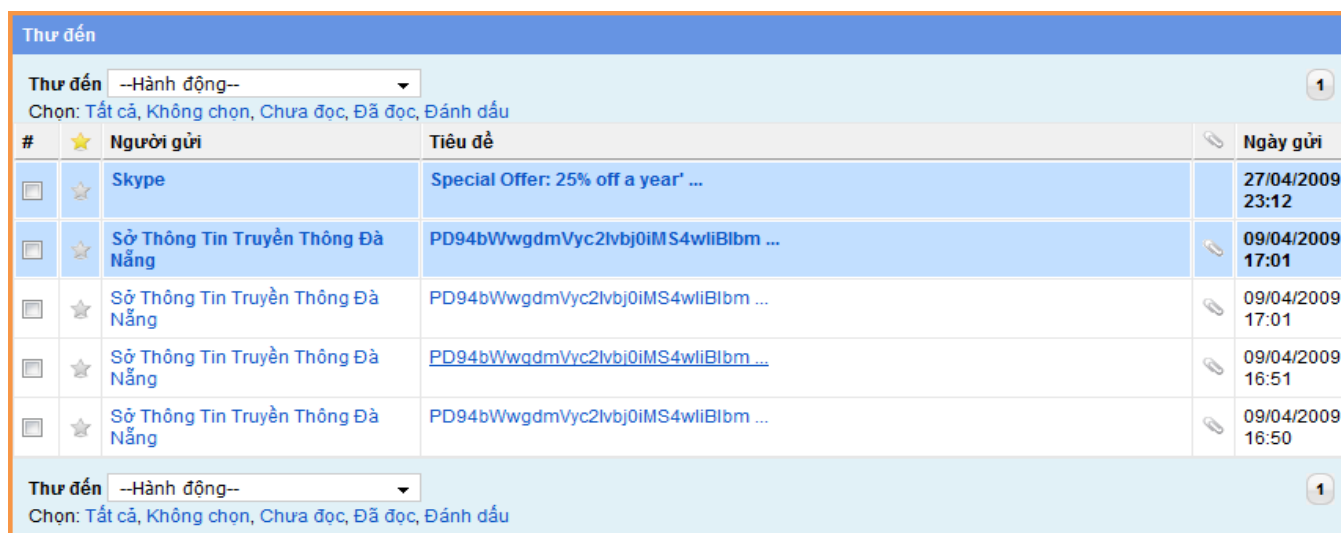 Thư đến
Thư đến --Hành động-- 1
Chọn: Tất cả, Không chọn, Chưa đọc, Đã đọc, Đánh dấu
# Người gửi Tiêu đề Ngày gửi
Skype Special Offer: 25% off a year' ... 27/04/2009
23:12
Sở Thông Tin Truyền Thông Đà PD94bWwgdmVyc2lvbj0iMS4wIiBlbm ... 09/04/2009
Nẵng 17:01
Sở Thông Tin Truyền Thông Đà PD94bWwgdmVyc2lvbj0iMS4wIiBlbm ... 09/04/2009
Nẵng 17:01
Sở Thông Tin Truyền Thông Đà PD94bWwgdmVyc2lvbj0iMS4wIiBlbm ... 09/04/2009
Nẵng 16:51
Sở Thông Tin Truyền Thông Đà PD94bWwgdmVyc2lvbj0iMS4wIiBlbm ... 09/04/2009
Nẵng 16:50
Thư đến --Hành động-- 1
Chọn: Tất cả, Không chọn, Chưa đọc, Đã đọc, Đánh dấu